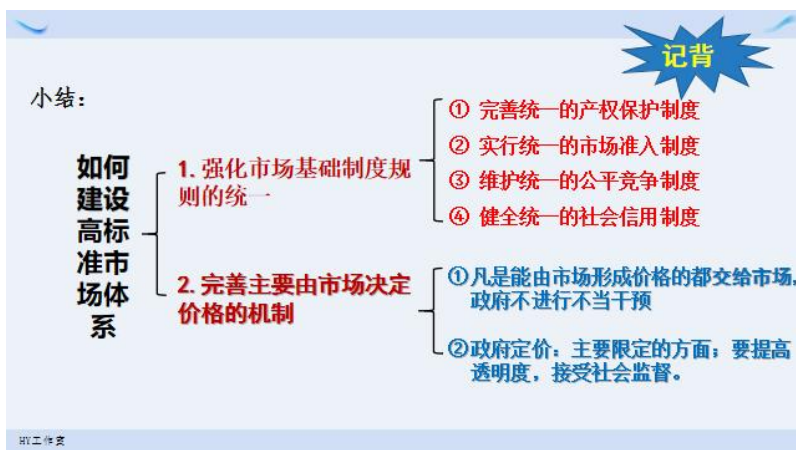 记背
小结:
如何
建设
高标
准市
场体
系
1. 强化市场基础制度规
则的统一
① 完善统一的产权保护制度
② 实行统一的市场准入制度
③ 维护统一的公平竞争制度
④ 健全统一的社会信用制度
2. 完善主要由市场决定
价格的机制
①凡是能由市场形成价格的都交给市场,
政府不进行不当干预
②政府定价:主要限定的方面;要提高
透明度,接受社会监督。
HY工作室